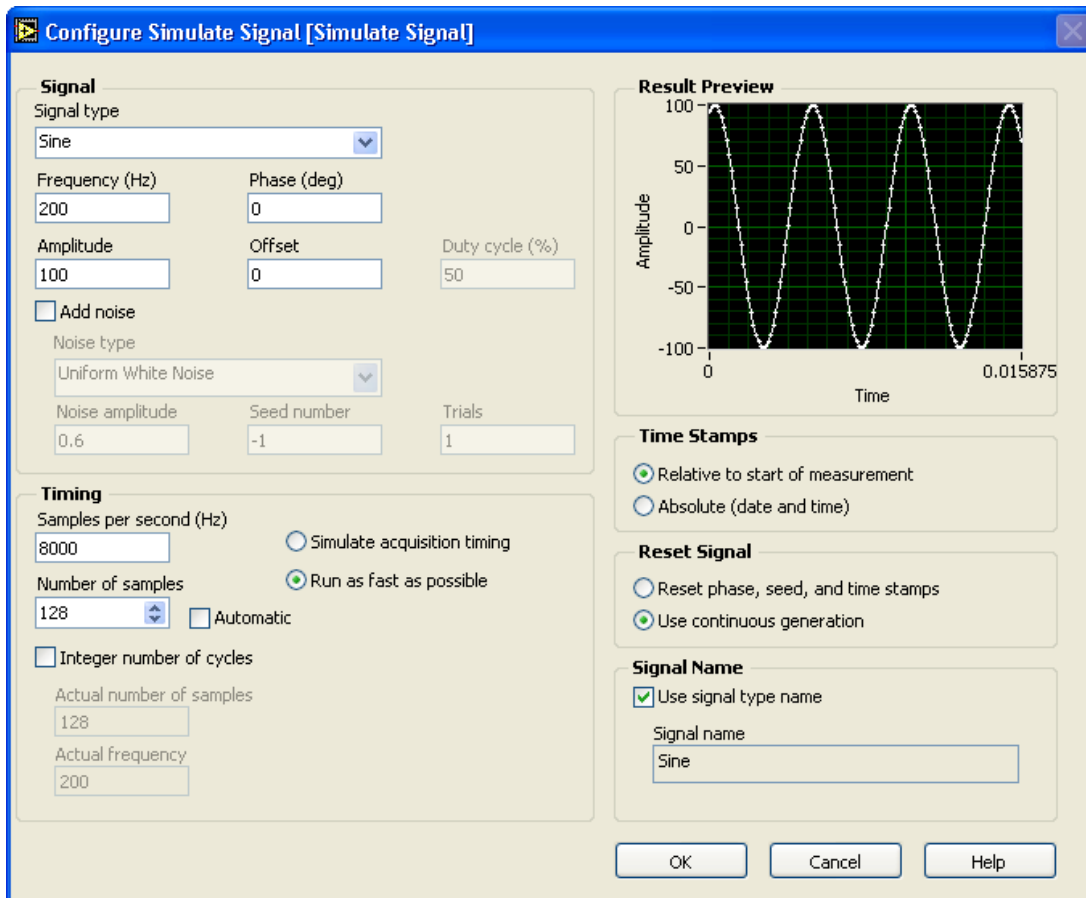 Configure Simulate Signal [Simulate Signal]
Signal
Signal type
Sine
Frequency (Hz) Phase (deg)
200 0
Amplitude Offset Duty cycle (%)
100 0 50
Add noise
Noise type
Uniform White Noise
Noise amplitude Seed number Trials
0.6 -1 1
Timing
Samples per second (Hz)
8000
Simulate acquisition timing
Run as fast as possible
Number of samples
128
Automatic
Integer number of cycles
Actual number of samples
128
Actual frequency
200
Result Preview
100
50
0
-50
-100
Amplitude
0 0.015875
Time
Time Stamps
Relative to start of measurement
Absolute (date and time)
Reset Signal
Reset phase, seed, and time stamps
Use continuous generation
Signal Name
Use signal type name
Signal name
Sine
OK Cancel Help